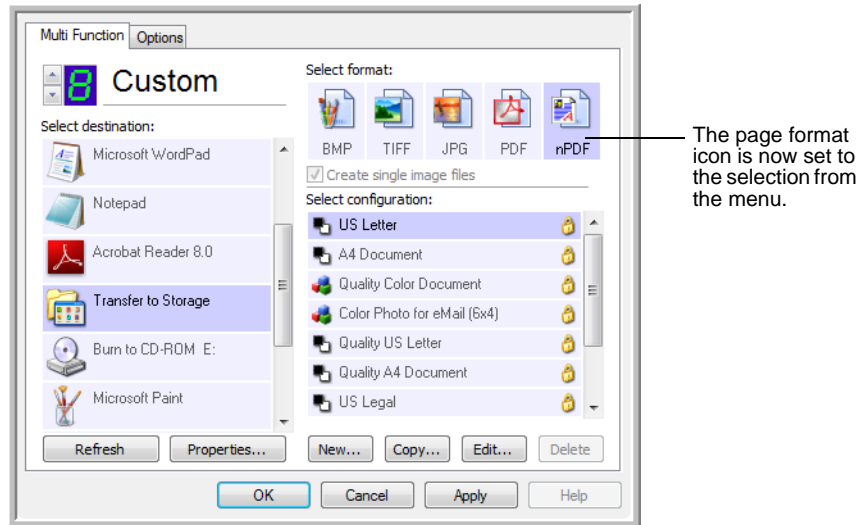 Multi Function
Options
8 Custom
Select destination:
Microsoft WordPad
Notepad
Acrobat Reader 8.0
Transfer to Storage
Burn to CD-ROM E:
Microsoft Paint
Refresh
Properties...
Select format:
BMP
TIFF
JPG
PDF
nPDF
Create single image files
Select configuration:
US Letter
A4 Document
Quality Color Document
Color Photo for eMail (6x4)
Quality US Letter
Quality A4 Document
US Legal
New...
Copy...
Edit...
Delete
OK
Cancel
Apply
Help
The page format
icon is now set to
the selection from
the menu.